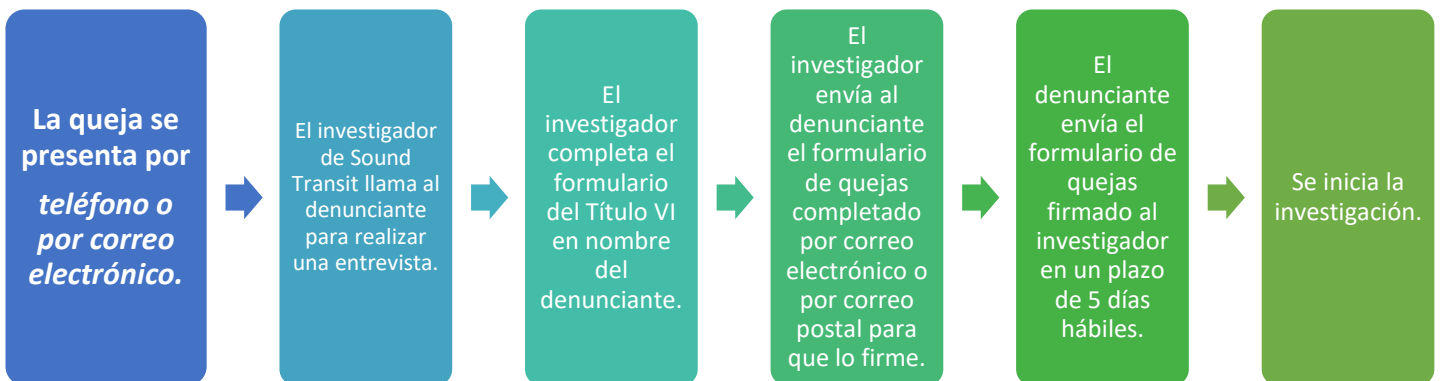 La queja se
presenta por
teléfono o
por correo
electrónico.
El investigador
de Sound
Transit llama al
denunciante
para realizar
una entrevista.
El
investigador
completa el
formulario
del Título VI
en nombre
del
denunciante.
El
investigador
envía al
denunciante
el formulario
de quejas
completado
por correo
electrónico o
por correo
postal para
que lo firme.
El
denunciante
envía el
formulario de
quejas
firmado al
investigador
en un plazo
de 5 días
hábiles.
Se inicia la
investigación.